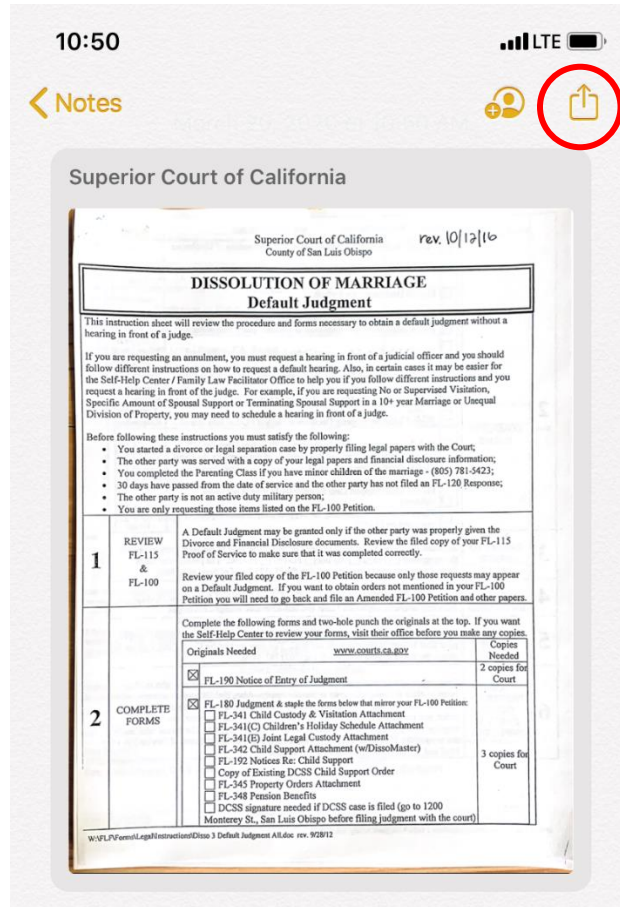 10:50
LTE
Notes
Superior Court of California
Superior Court of California rev. 10/12/16
County of San Luis Obispo
DISSOLUTION OF MARRIAGE
Default Judgment
This instruction sheet will review the procedure and forms necessary to obtain a default judgment without a
hearing in front of a judge.
If you are requesting an annulment, you must request a hearing in front of a judicial officer and you should
follow different instructions on how to request a default hearing. Also, in certain cases it may be easier for
the Self-Help Center / Family Law Facilitator Office to help you if you follow different instructions and you
request a hearing in front of the judge. For example, if you are requesting No or Supervised Visitation,
Specific Amount of Spousal Support or Terminating Spousal Support in a 10+ year Marriage or Unequal
Division of Property, you may need to schedule a hearing in front of a judge.
Before following these instructions you must satisfy the following:
• You started a divorce or legal separation case by properly filing legal papers with the Court;
• The other party was served with a copy of your legal papers and financial disclosure information;
• You completed the Parenting Class if you have minor children of the marriage - (805) 781-5423;
• 30 days have passed from the date of service and the other party has not filed an FL-120 Response;
• The other party is not an active duty military person;
• You are only requesting those items listed on the FL-100 Petition.
1
REVIEW
FL-115
&
FL-100
A Default Judgment may be granted only if the other party was properly given the
Divorce and Financial Disclosure documents. Review the filed copy of your FL-115
Proof of Service to make sure that it was completed correctly.
Review your filed copy of the FL-100 Petition because only those requests may appear
on a Default Judgment. If you want to obtain orders not mentioned in your FL-100
Petition you will need to go back and file an Amended FL-100 Petition and other papers.
2
COMPLETE
FORMS
Complete the following forms and two-hole punch the originals at the top. If you want
the Self-Help Center to review your forms, visit their office before you make any copies.
Originals Needed www.courts.ca.gov
Copies
Needed
FL-190 Notice of Entry of Judgment
2 copies for
Court
FL-180 Judgment & staple the forms below that mirror your FL-100 Petition:
FL-341 Child Custody & Visitation Attachment
FL-341(C) Children's Holiday Schedule Attachment
FL-341(E) Joint Legal Custody Attachment
FL-342 Child Support Attachment (w/DissoMaster)
FL-192 Notices Re: Child Support
Copy of Existing DCSS Child Support Order
FL-345 Property Orders Attachment
FL-348 Pension Benefits
DCSS signature needed if DCSS case is filed (go to 1200
Monterey St., San Luis Obispo before filing judgment with the court)
3 copies for
Court
W:\FLF\Forms\Legal\Instructions\Disso 3 Default Judgment All.doc rev. 9/28/12